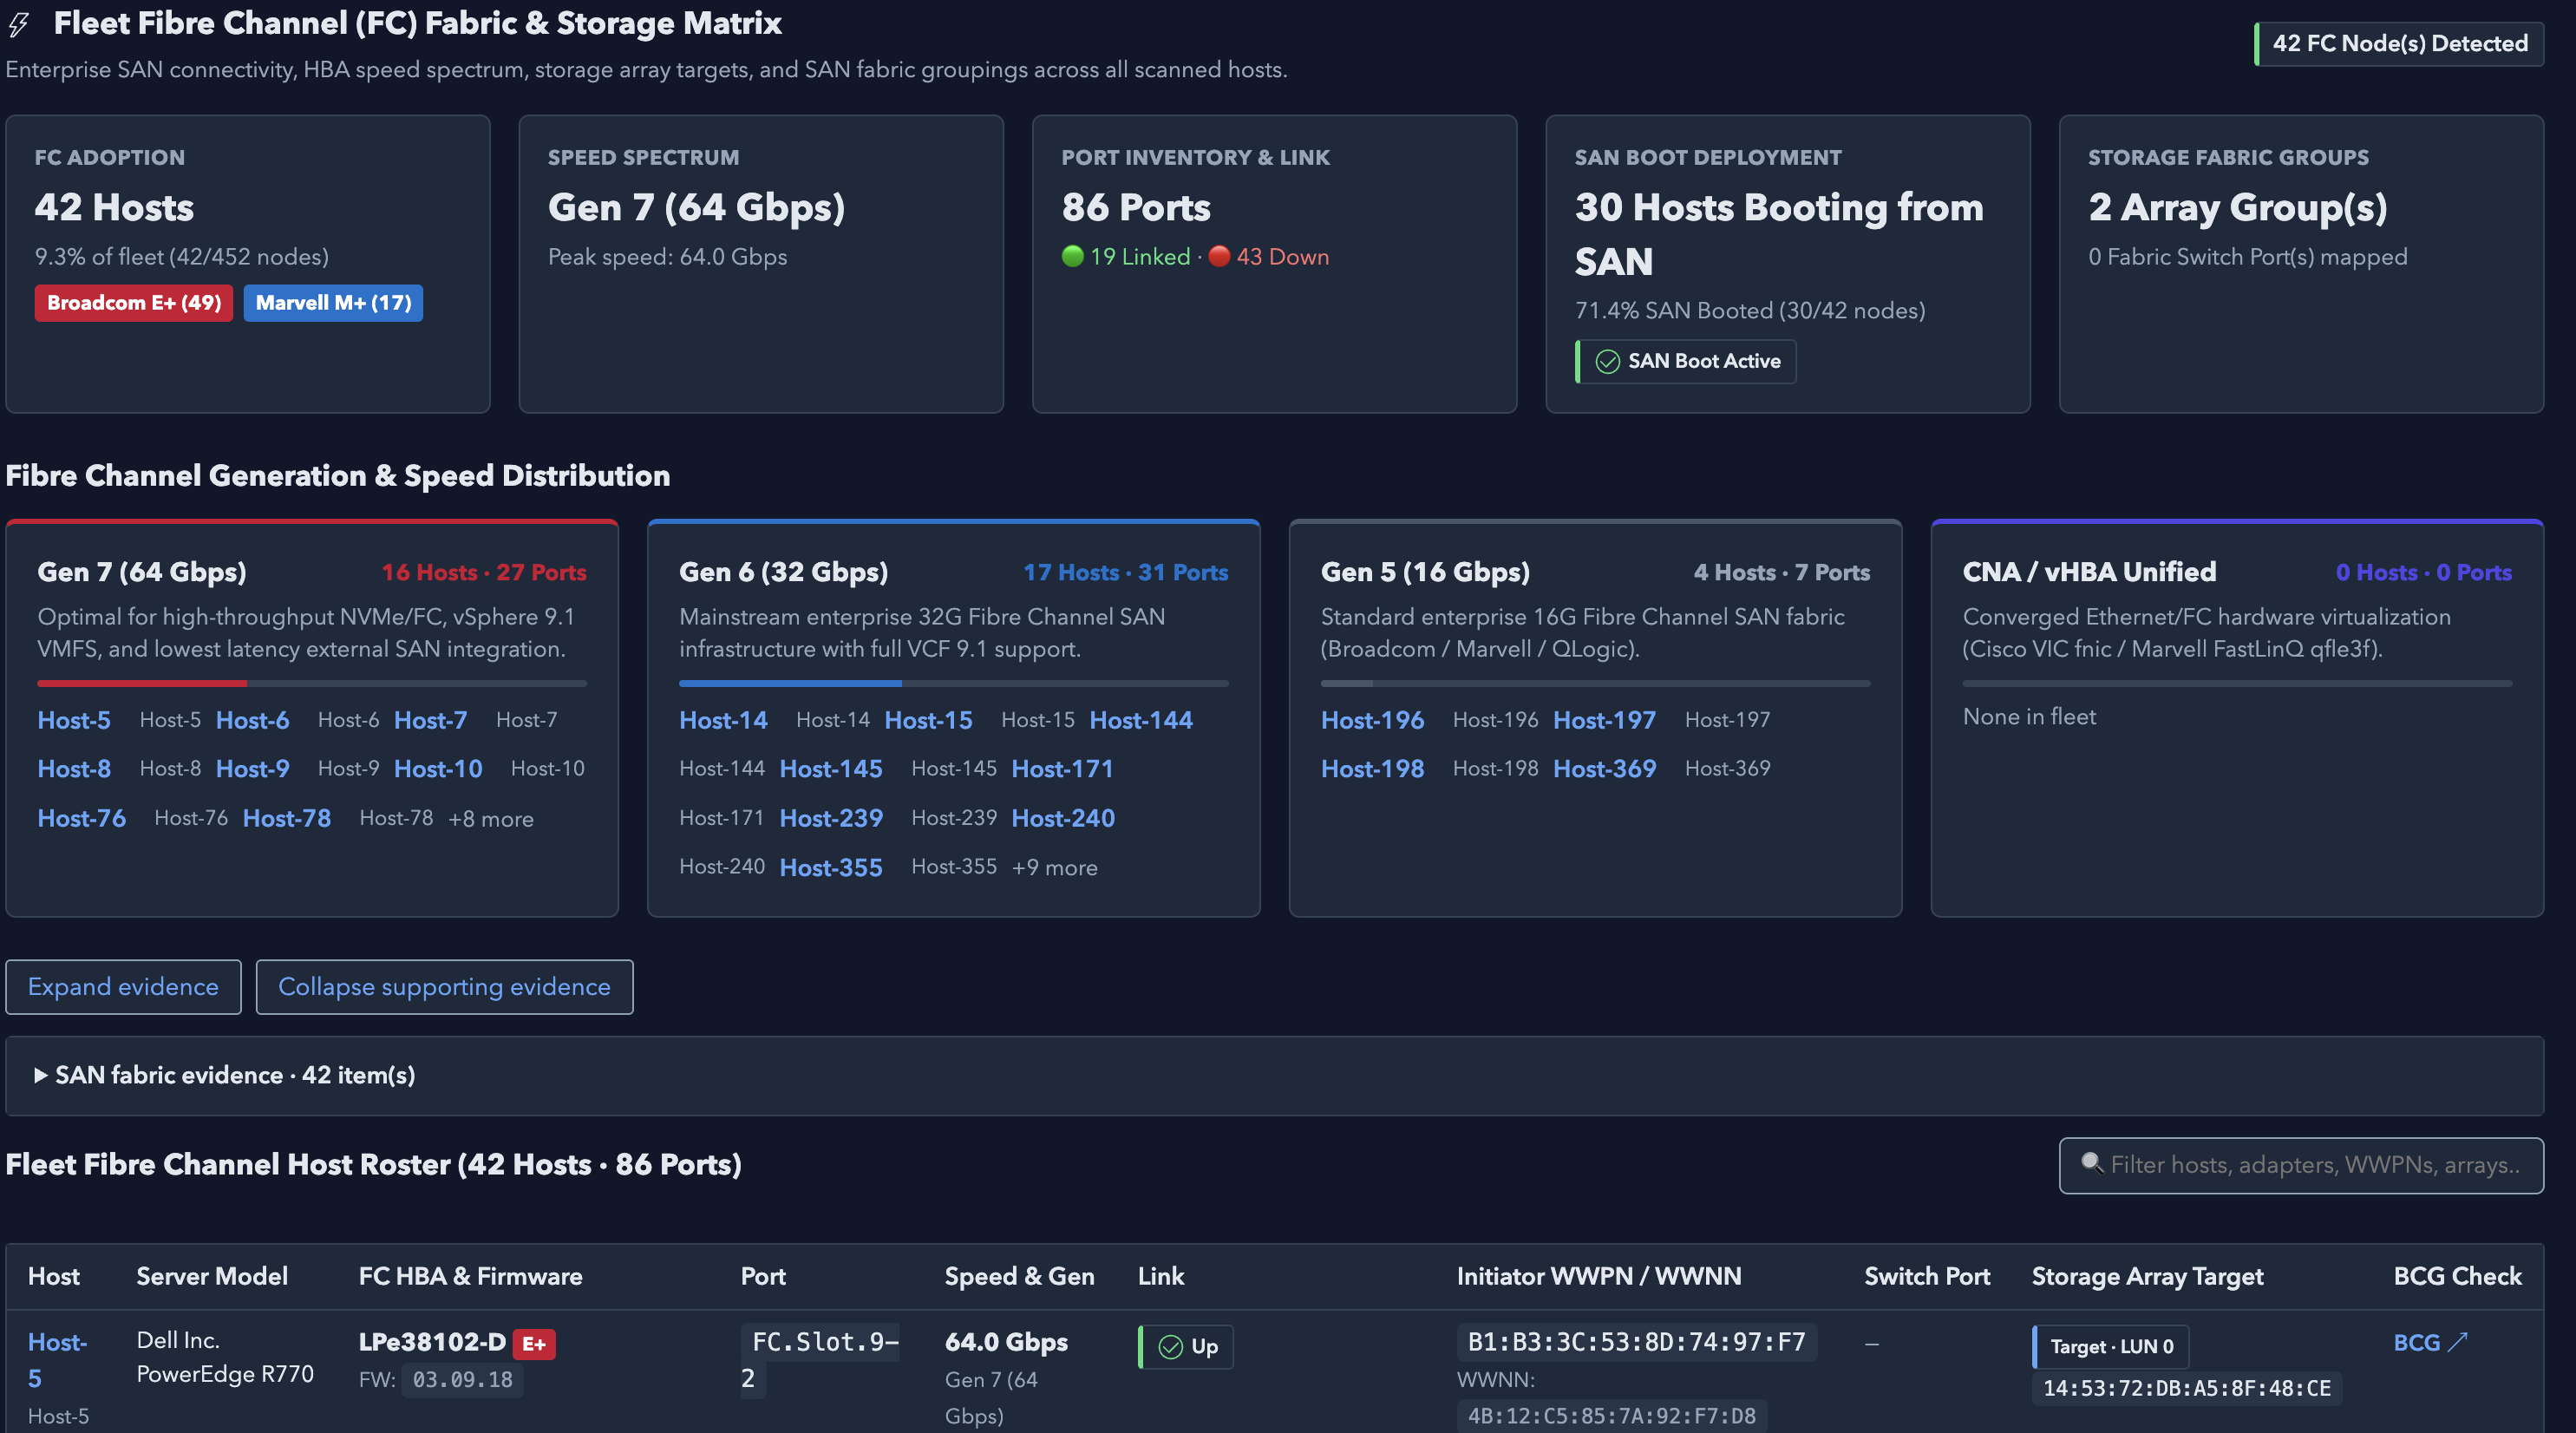 Fleet Fibre Channel (FC) Fabric & Storage Matrix
Enterprise SAN connectivity, HBA speed spectrum, storage array targets, and SAN fabric groupings across all scanned hosts.
42 FC Node(s) Detected
FC ADOPTION
42 Hosts
9.3% of fleet (42/452 nodes)
Broadcom E+ (49) Marvell M+ (17)
SPEED SPECTRUM
Gen 7 (64 Gbps)
Peak speed: 64.0 Gbps
PORT INVENTORY & LINK
86 Ports
19 Linked · 43 Down
SAN BOOT DEPLOYMENT
30 Hosts Booting from
SAN
71.4% SAN Booted (30/42 nodes)
SAN Boot Active
STORAGE FABRIC GROUPS
2 Array Group(s)
0 Fabric Switch Port(s) mapped
Fibre Channel Generation & Speed Distribution
Gen 7 (64 Gbps) 16 Hosts · 27 Ports
Optimal for high-throughput NVMe/FC, vSphere 9.1
VMFS, and lowest latency external SAN integration.
Host-5 Host-5 Host-6 Host-6 Host-7 Host-7
Host-8 Host-8 Host-9 Host-9 Host-10 Host-10
Host-76 Host-76 Host-78 Host-78 +8 more
Gen 6 (32 Gbps) 17 Hosts · 31 Ports
Mainstream enterprise 32G Fibre Channel SAN
infrastructure with full VCF 9.1 support.
Host-14 Host-14 Host-15 Host-15 Host-144
Host-144 Host-145 Host-145 Host-171
Host-171 Host-239 Host-239 Host-240
Host-240 Host-355 Host-355 +9 more
Gen 5 (16 Gbps) 4 Hosts · 7 Ports
Standard enterprise 16G Fibre Channel SAN fabric
(Broadcom / Marvell / QLogic).
Host-196 Host-196 Host-197 Host-197
Host-198 Host-198 Host-369 Host-369
CNA / vHBA Unified 0 Hosts · 0 Ports
Converged Ethernet/FC hardware virtualization
(Cisco VIC fnic / Marvell FastLinQ qfle3f).
None in fleet
Expand evidence
Collapse supporting evidence
SAN fabric evidence · 42 item(s)
Fleet Fibre Channel Host Roster (42 Hosts · 86 Ports)
Filter hosts, adapters, WWPNs, arrays..
Host Server Model FC HBA & Firmware Port Speed & Gen Link Initiator WWPN / WWNN Switch Port Storage Array Target BCG Check
Host-
5
Host-5
Dell Inc.
PowerEdge R770
LPe38102-D E+
FW: 03.09.18
FC.Slot.9-
2
64.0 Gbps
Gen 7 (64
Gbps)
Up
B1:B3:3C:53:8D:74:97:F7
WWNN:
4B:12:C5:85:7A:92:F7:D8
—
Target · LUN 0
14:53:72:DB:A5:8F:48:CE
BCG ↗